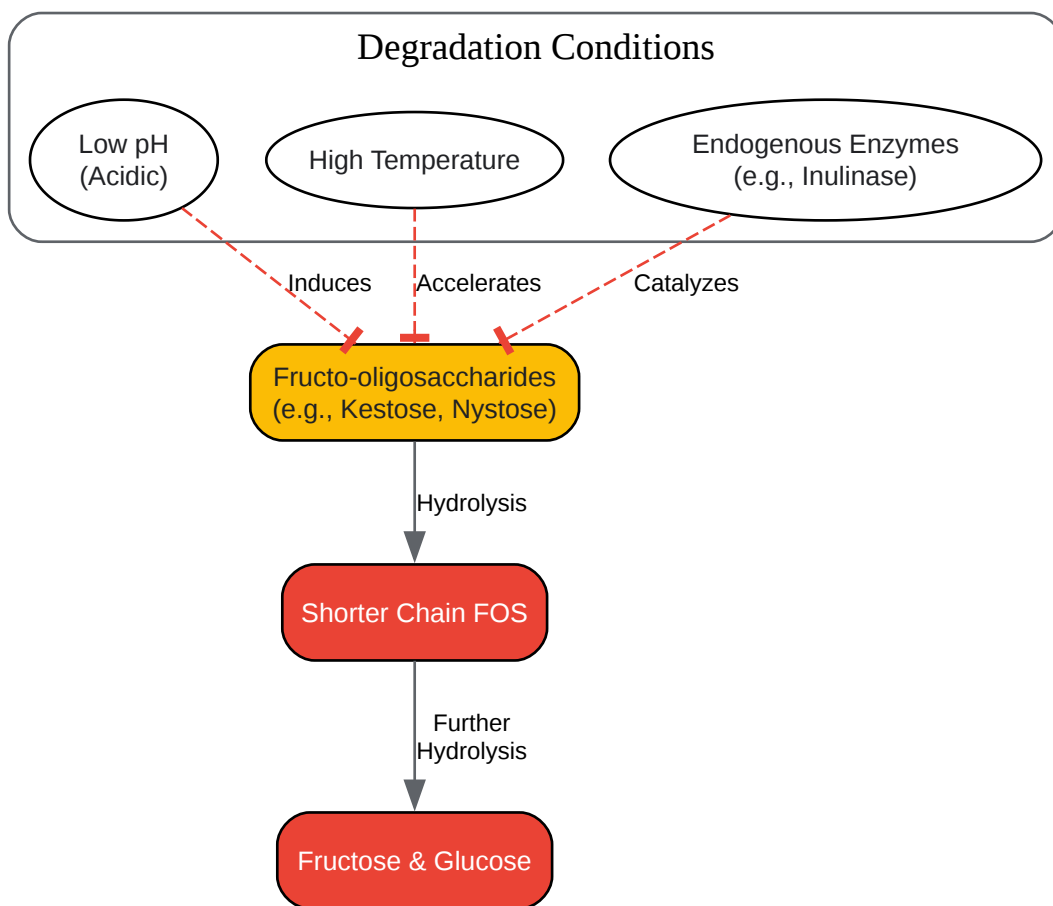 Degradation Conditions
Low pH
(Acidic)
High Temperature
Endogenous Enzymes
(e.g., Inulinase)
Induces
Accelerates
Catalyzes
Fructo-oligosaccharides
(e.g., Kestose, Nystose)
Hydrolysis
Shorter Chain FOS
Further
Hydrolysis
Fructose & Glucose